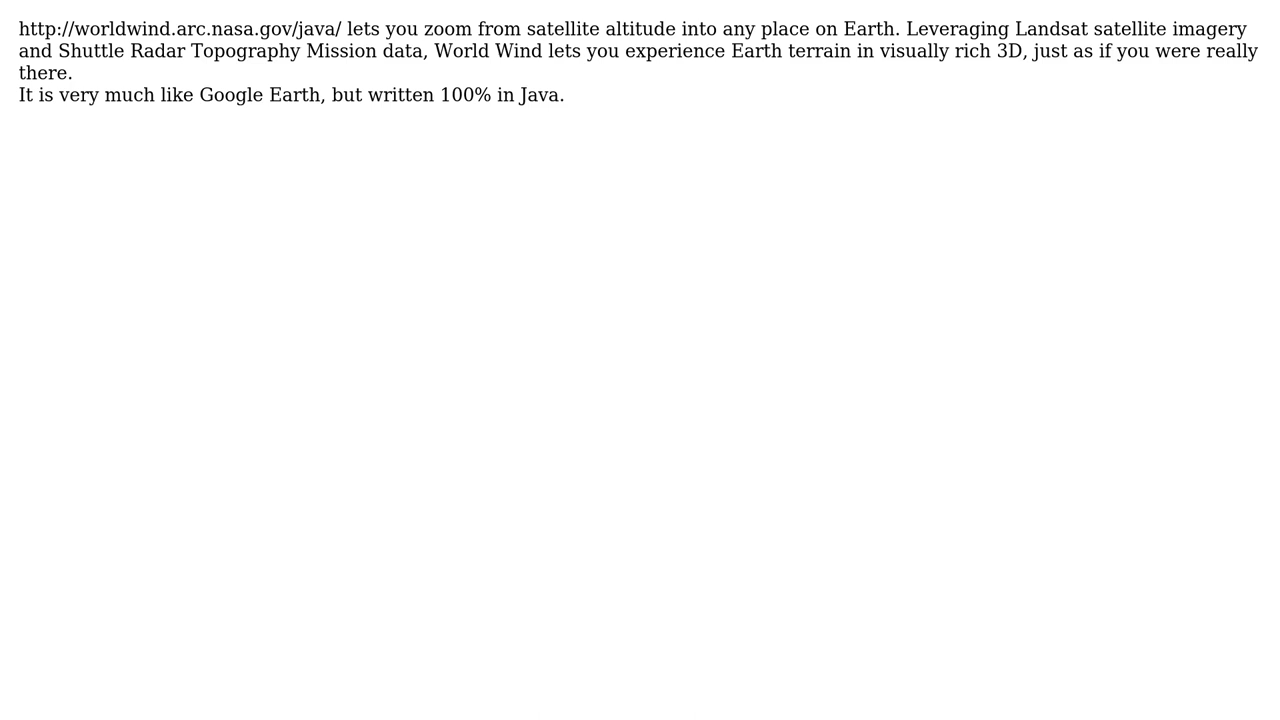 http://worldwind.arc.nasa.gov/java/ lets you zoom from satellite altitude into any place on Earth. Leveraging Landsat satellite imagery
and Shuttle Radar Topography Mission data, World Wind lets you experience Earth terrain in visually rich 3D, just as if you were really
there.
It is very much like Google Earth, but written 100% in Java.